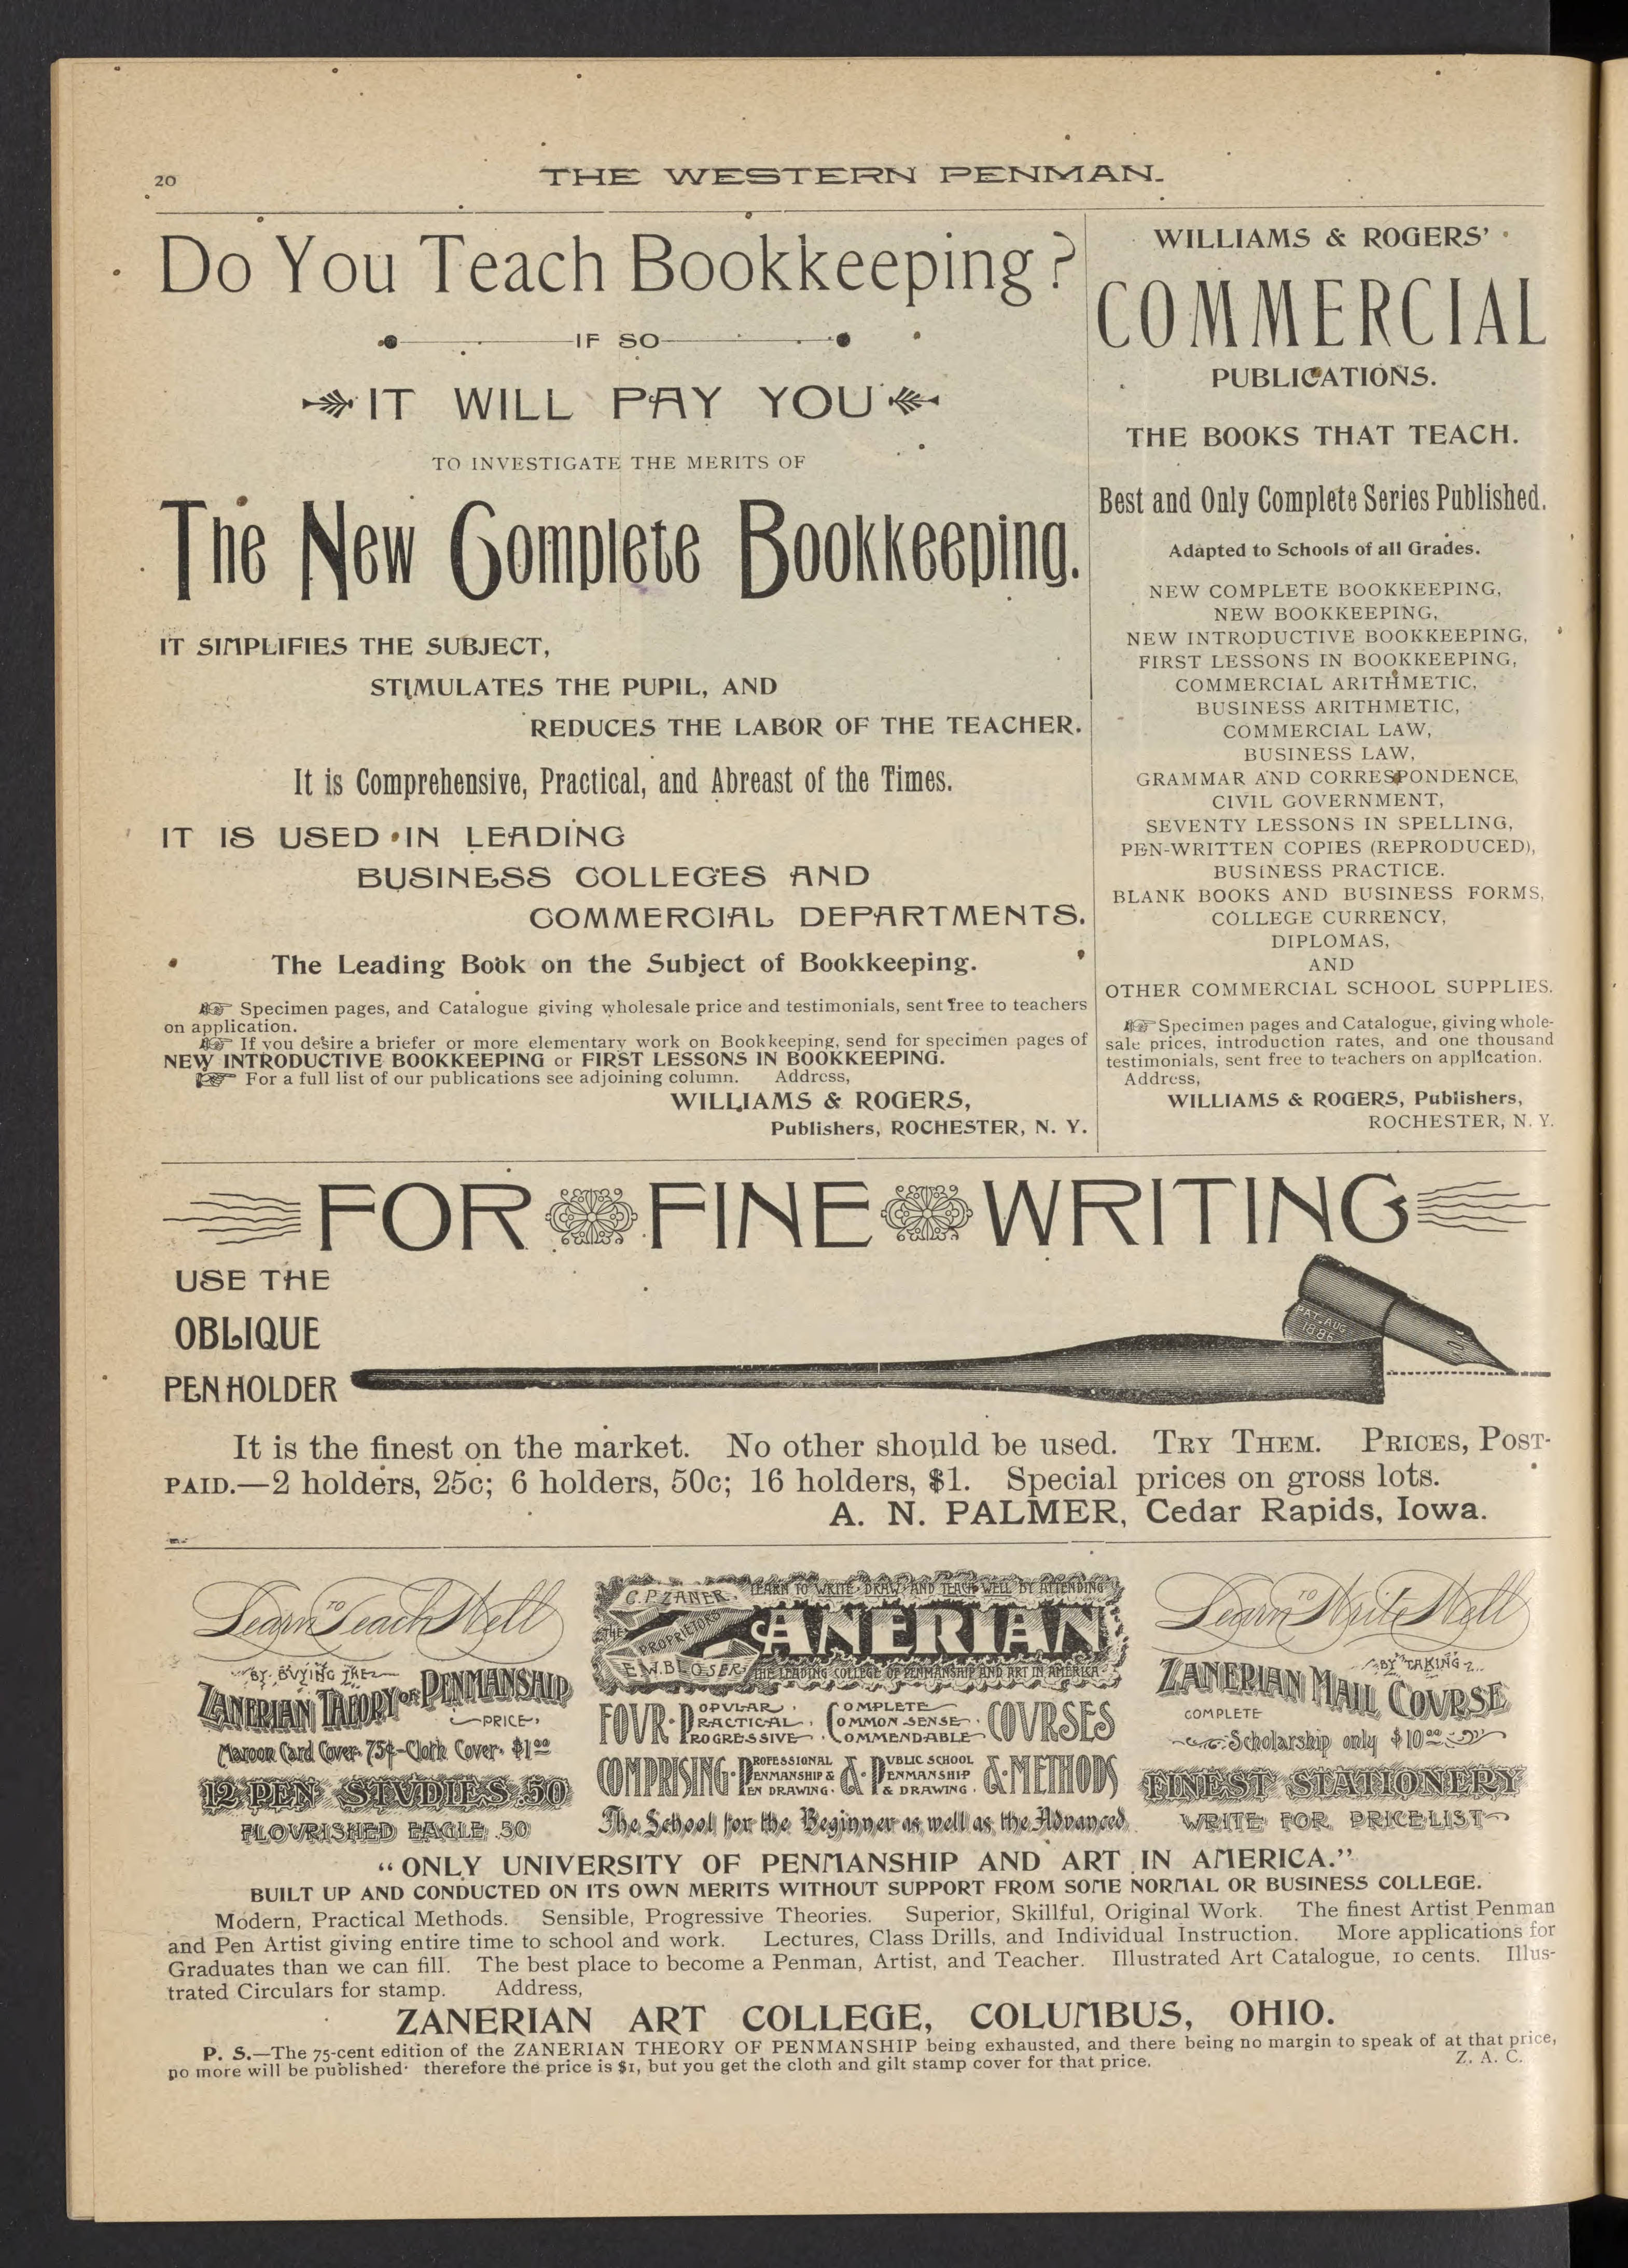 20
THE WESTERN PENMAN.
Do You Teach Bookkeeping?
IF SO
IT WILL PAY YOU
TO INVESTIGATE THE MERITS OF
The New Complete Bookkeeping.
IT SIMPLIFIES THE SUBJECT,
STIMULATES THE PUPIL, AND
REDUCES THE LABOR OF THE TEACHER.
It is Comprehensive, Practical, and Abreast of the Times.
IT IS USED IN LEADING
BUSINESS COLLEGES AND
COMMERCIAL DEPARTMENTS.
The Leading Book on the Subject of Bookkeeping.
☞ Specimen pages, and Catalogue giving wholesale price and testimonials, sent free to teachers
on application.
☞ If you desire a briefer or more elementary work on Bookkeeping, send for specimen pages of
NEW INTRODUCTIVE BOOKKEEPING or FIRST LESSONS IN BOOKKEEPING.
☞ For a full list of our publications see adjoining column. Address,
WILLIAMS & ROGERS,
Publishers, ROCHESTER, N. Y.
WILLIAMS & ROGERS'
COMMERCIAL
PUBLICATIONS.
THE BOOKS THAT TEACH.
Best and Only Complete Series Published.
Adapted to Schools of all Grades.
NEW COMPLETE BOOKKEEPING,
NEW BOOKKEEPING,
NEW INTRODUCTIVE BOOKKEEPING,
FIRST LESSONS IN BOOKKEEPING,
COMMERCIAL ARITHMETIC,
BUSINESS ARITHMETIC,
COMMERCIAL LAW,
BUSINESS LAW,
GRAMMAR AND CORRESPONDENCE,
CIVIL GOVERNMENT,
SEVENTY LESSONS IN SPELLING,
PEN-WRITTEN COPIES (REPRODUCED),
BUSINESS PRACTICE.
BLANK BOOKS AND BUSINESS FORMS,
COLLEGE CURRENCY,
DIPLOMAS,
AND
OTHER COMMERCIAL SCHOOL SUPPLIES.
☞ Specimen pages and Catalogue, giving whole-
sale prices, introduction rates, and one thousand
testimonials, sent free to teachers on application.
Address,
WILLIAMS & ROGERS, Publishers,
ROCHESTER, N. Y.
FOR FINE WRITING
USE THE
OBLIQUE
PEN HOLDER
PAT. AUG
1886
It is the finest on the market. No other should be used. TRY THEM. PRICES, POST-
PAID.—2 holders, 25c; 6 holders, 50c; 16 holders, $1. Special prices on gross lots.
A. N. PALMER, Cedar Rapids, Iowa.
Learn TO Teach Well
BY BUYING THE
ZANERIAN THEORY OF PENMANSHIP
PRICE,
Maroon Card Cover 75¢—Cloth Cover $1.00
12 PEN STUDIES .50
FLOURISHED EAGLE .50
LEARN TO WRITE, DRAW, AND TEACH WELL BY ATTENDING
C.P. ZANER.
THE
PROPRIETORS
E.W. BLOSER.
ZANERIAN
THE LEADING COLLEGE OF PENMANSHIP AND ART IN AMERICA
FOUR POPULAR, PRACTICAL, PROGRESSIVE, COMPLETE COMMON-SENSE COMMENDABLE COURSES
COMPRISING PROFESSIONAL PENMANSHIP & PEN DRAWING & PUBLIC SCHOOL PENMANSHIP & DRAWING & METHODS
The School for the Beginner as well as the Advanced
Learn TO Write Well
BY TAKING
ZANERIAN MAIL COURSE
COMPLETE
Scholarship only $10.00
FINEST STATIONERY
WRITE FOR PRICE LIST
"ONLY UNIVERSITY OF PENMANSHIP AND ART IN AMERICA."
BUILT UP AND CONDUCTED ON ITS OWN MERITS WITHOUT SUPPORT FROM SOME NORMAL OR BUSINESS COLLEGE.
Modern, Practical Methods. Sensible, Progressive Theories. Superior, Skillful, Original Work. The finest Artist Penman
and Pen Artist giving entire time to school and work. Lectures, Class Drills, and Individual Instruction. More applications for
Graduates than we can fill. The best place to become a Penman, Artist, and Teacher. Illustrated Art Catalogue, 10 cents. Illus-
trated Circulars for stamp. Address,
ZANERIAN ART COLLEGE, COLUMBUS, OHIO.
P. S.—The 75-cent edition of the ZANERIAN THEORY OF PENMANSHIP being exhausted, and there being no margin to speak of at that price,
no more will be published· therefore the price is $1, but you get the cloth and gilt stamp cover for that price. Z. A. C.